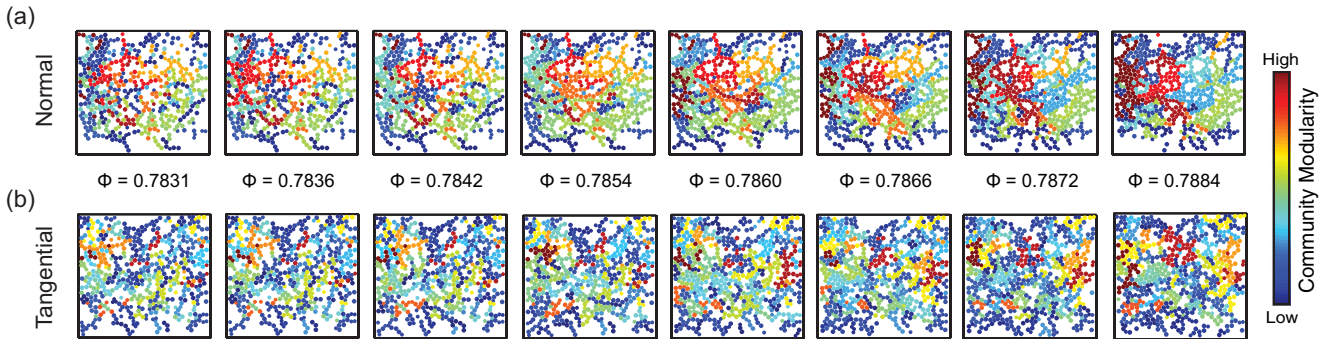 (a)
Normal
Φ = 0.7831
Φ = 0.7836
Φ = 0.7842
Φ = 0.7854
Φ = 0.7860
Φ = 0.7866
Φ = 0.7872
Φ = 0.7884
(b)
Tangential
High
Community Modularity
Low